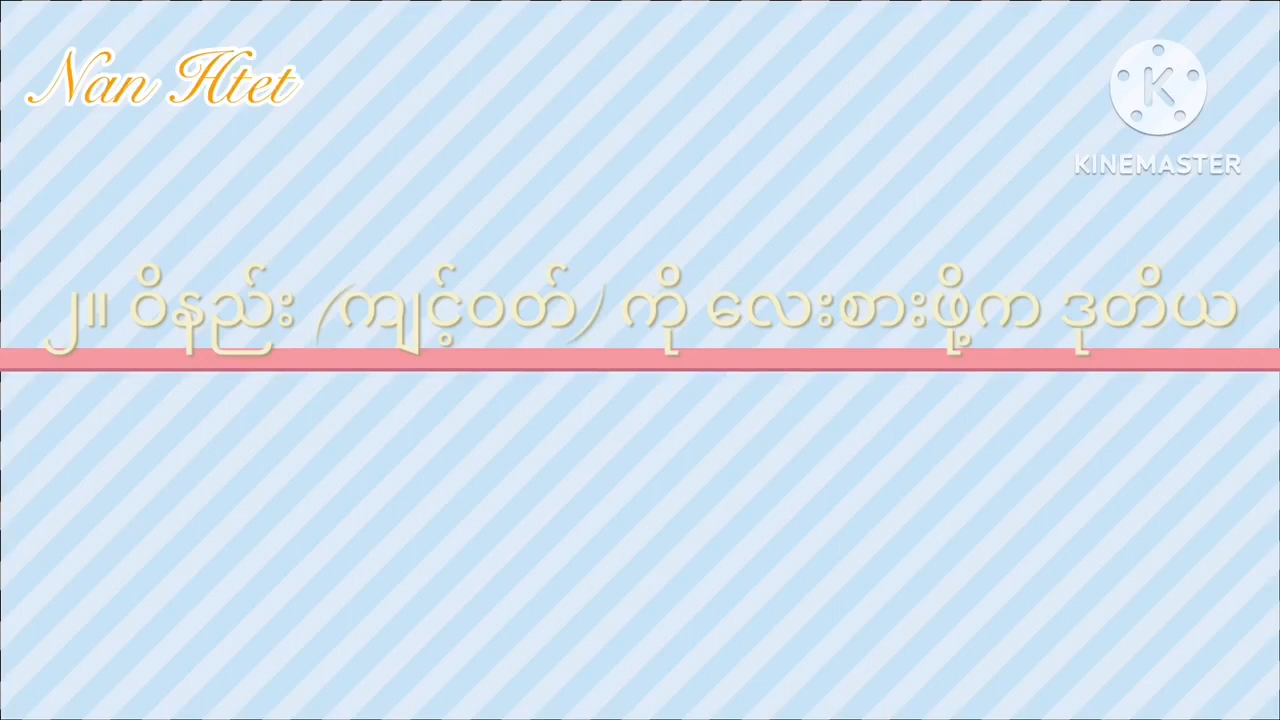 Nan Htet
KINEMASTER
၂။ ဝိနည်း (ကျင့်ဝတ်) ကို လေးစားဖို့က ဒုတိယ